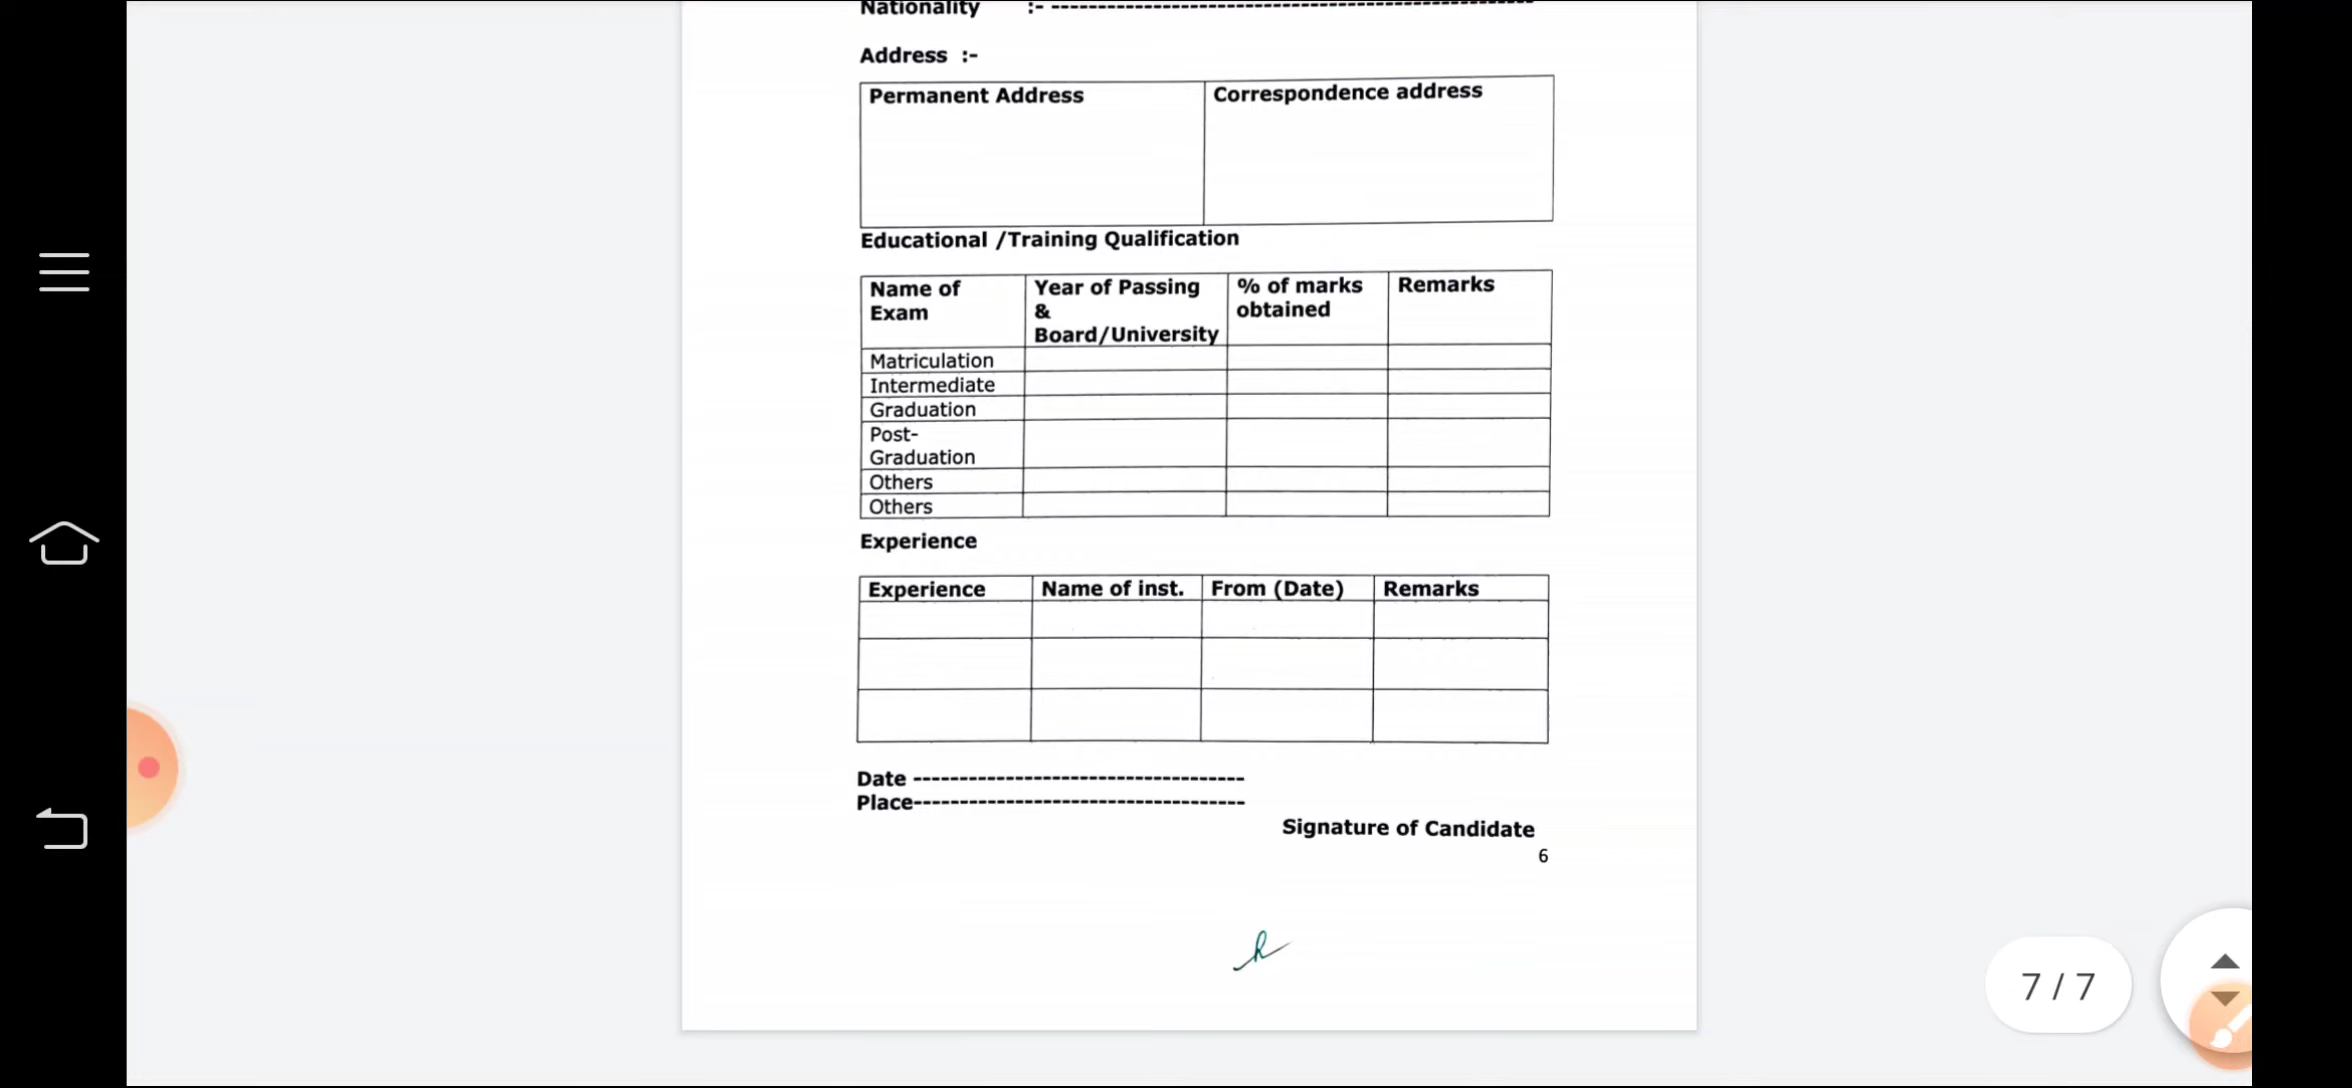 Nationality :- ----------------------------------------------------
Address :-
Permanent Address Correspondence address
Educational /Training Qualification
Name of Exam Year of Passing & Board/University % of marks obtained Remarks
Matriculation
Intermediate
Graduation
Post-
Graduation
Others
Others
Experience
Experience Name of inst. From (Date) Remarks
Date ------------------------------------
Place------------------------------------
Signature of Candidate
6
7 / 7